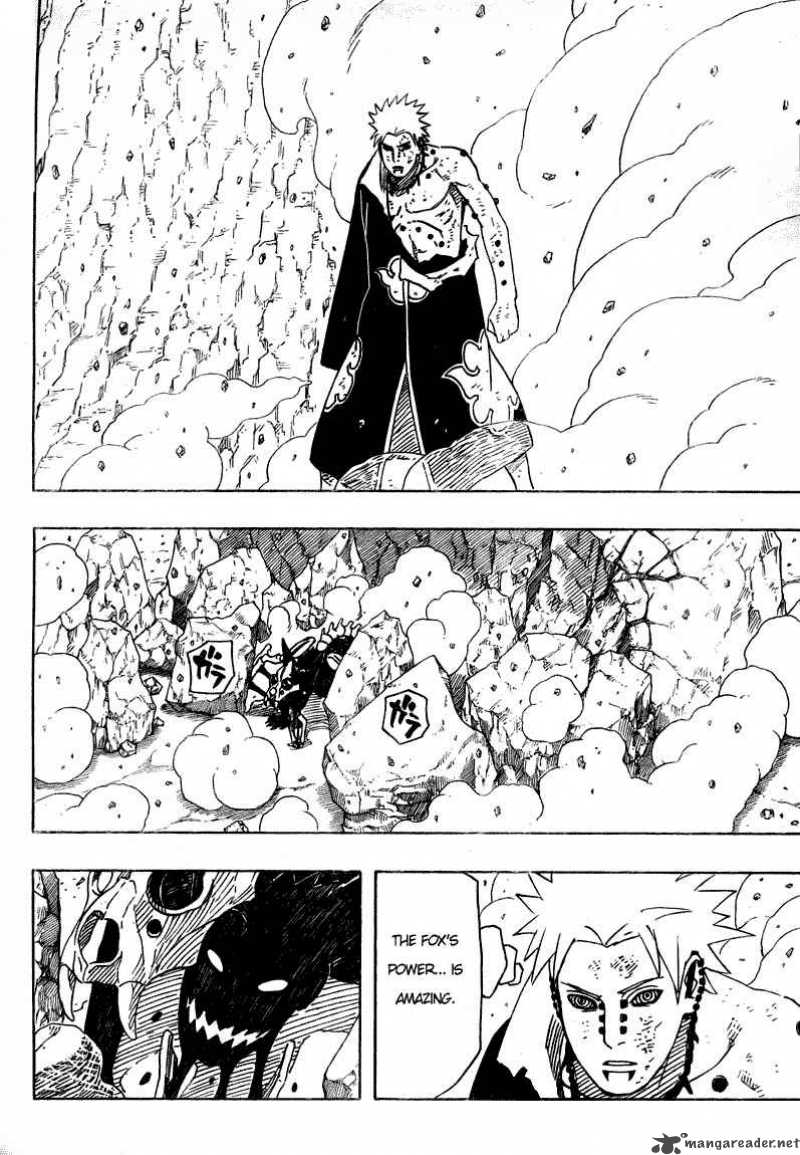 ガラ
ガラ
THE FOX'S
POWER... IS
AMAZING.
mangareader.net